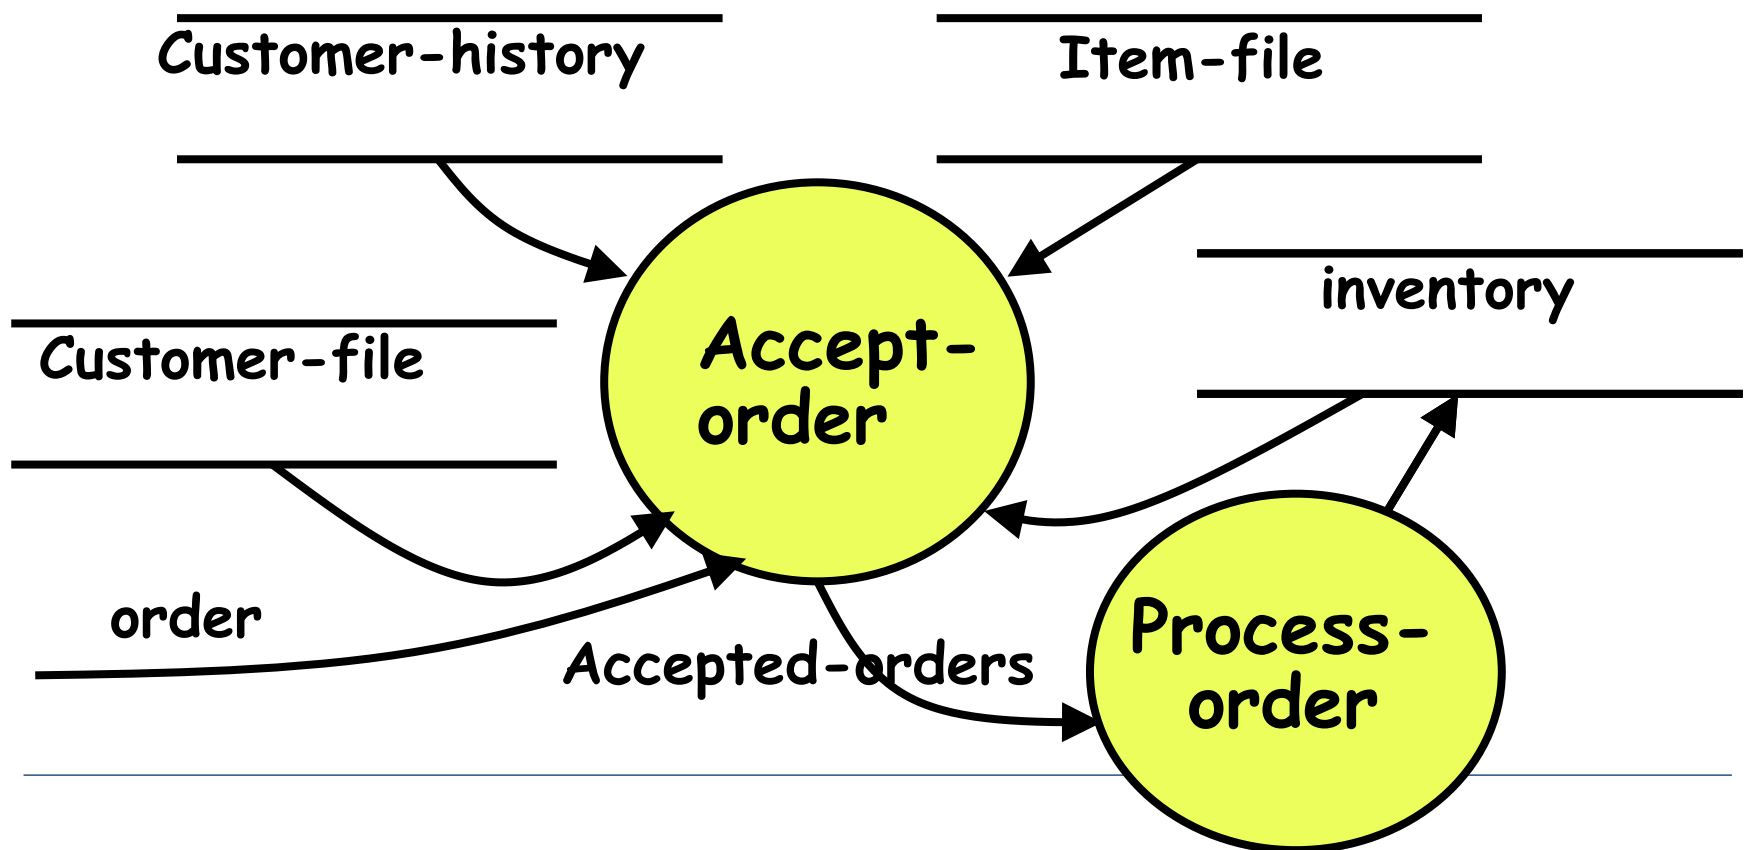 Customer-history
Item-file
inventory
Customer-file
Accept-
order
order
Accepted-orders
Process-
order